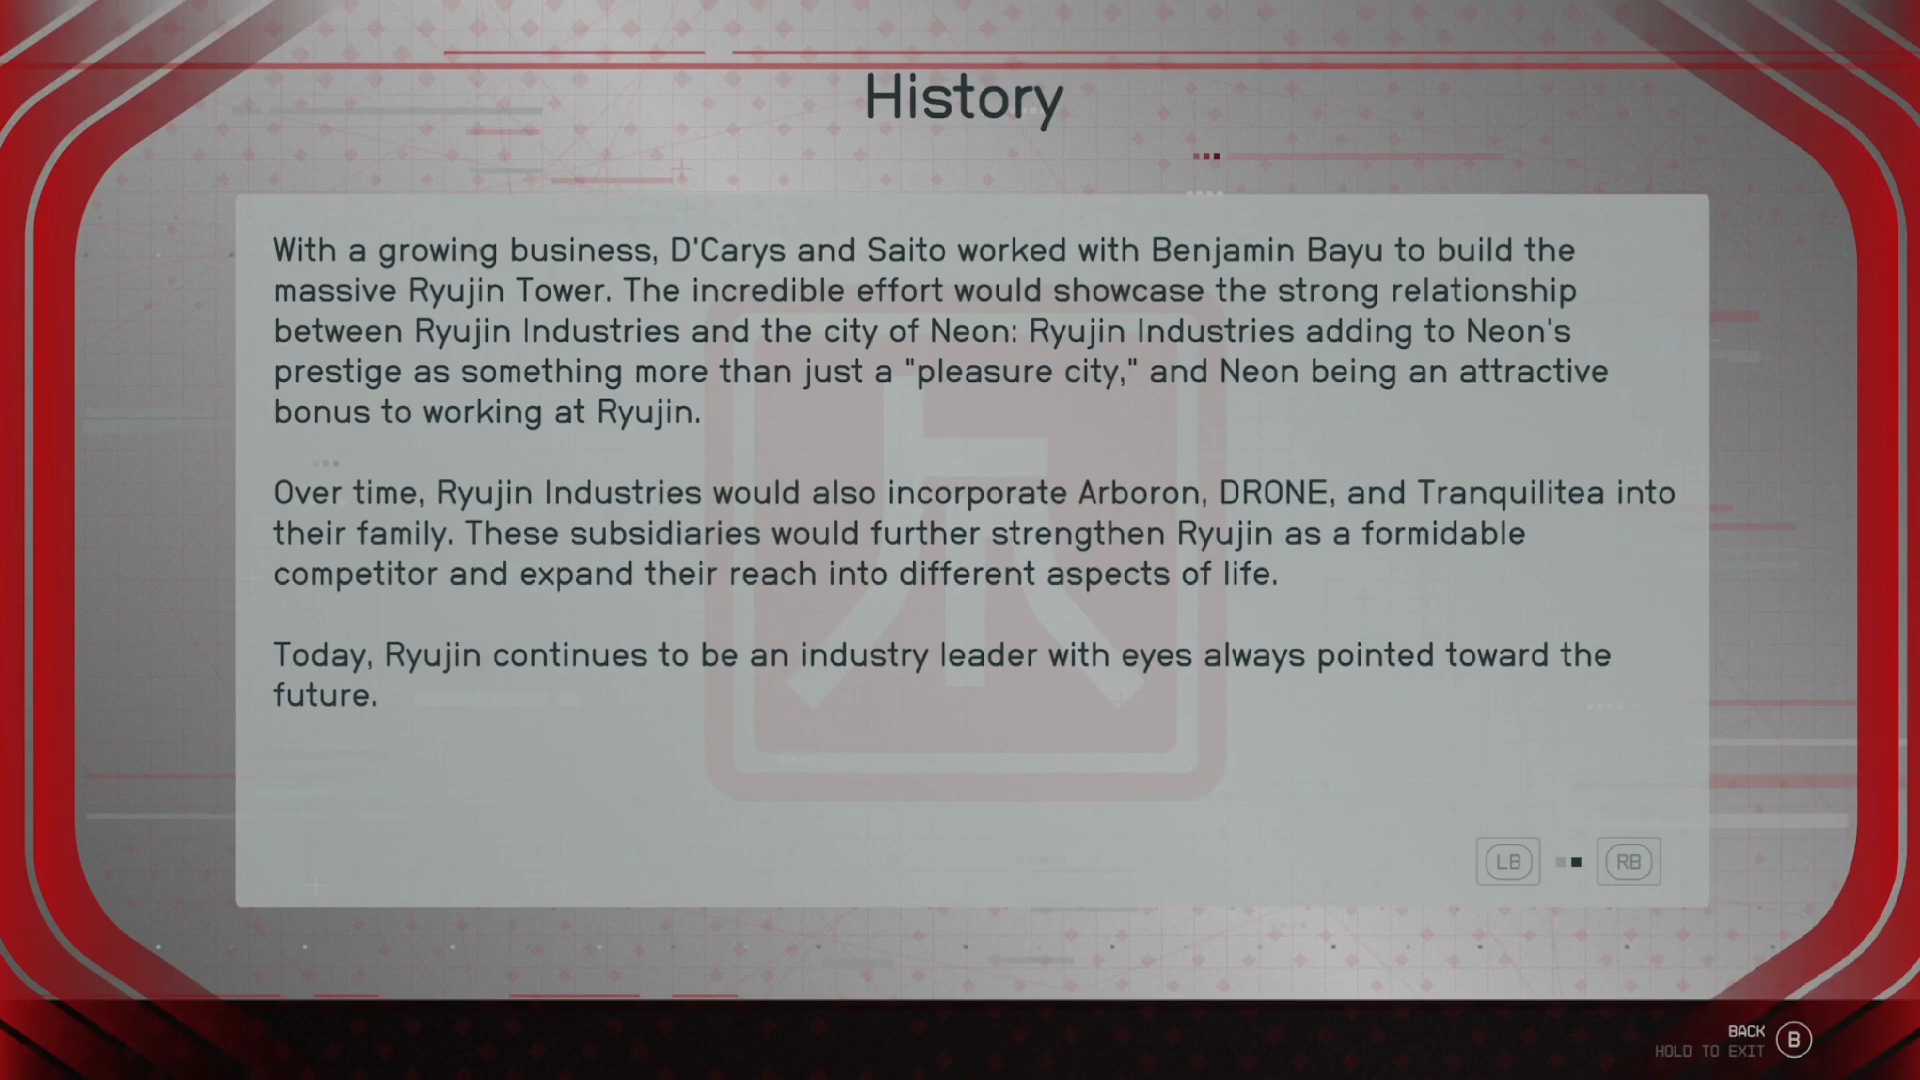 History
With a growing business, D'Carys and Saito worked with Benjamin Bayu to build the
massive Ryujin Tower. The incredible effort would showcase the strong relationship
between Ryujin Industries and the city of Neon: Ryujin Industries adding to Neon's
prestige as something more than just a "pleasure city," and Neon being an attractive
bonus to working at Ryujin.
Over time, Ryujin Industries would also incorporate Arboron, DRONE, and Tranquilitea into
their family. These subsidiaries would further strengthen Ryujin as a formidable
competitor and expand their reach into different aspects of life.
Today, Ryujin continues to be an industry leader with eyes always pointed toward the
future.
LB RB
BACK B
HOLD TO EXIT